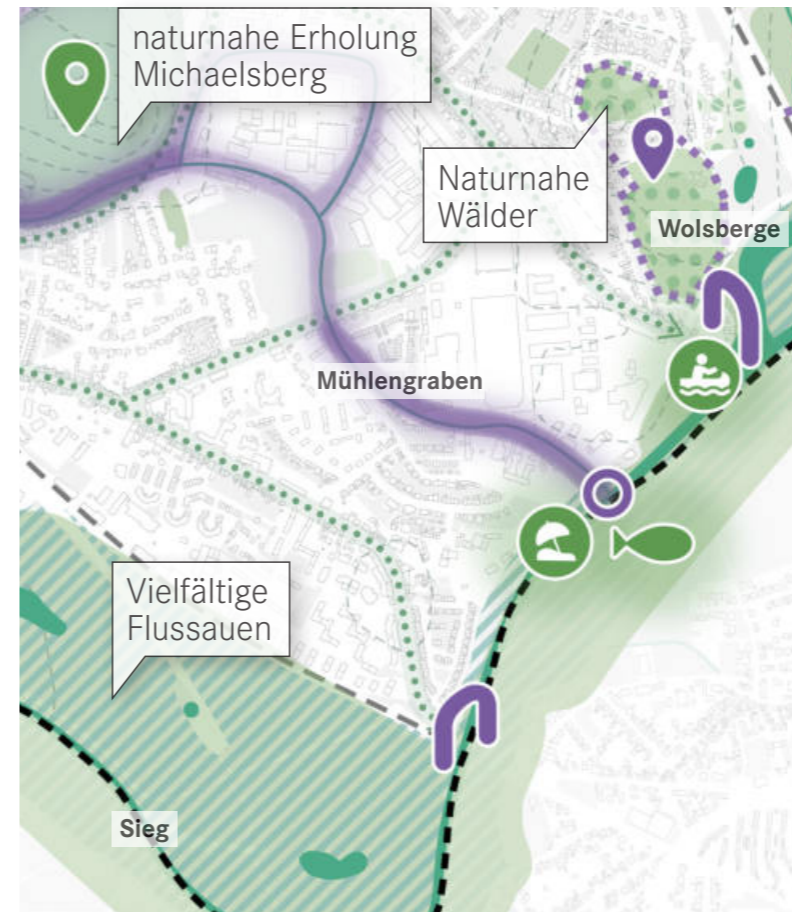 naturnahe Erholung
Michaelsberg
Naturnahe
Wälder
Wolsberge
Mühlengraben
Vielfältige
Flussauen
Sieg